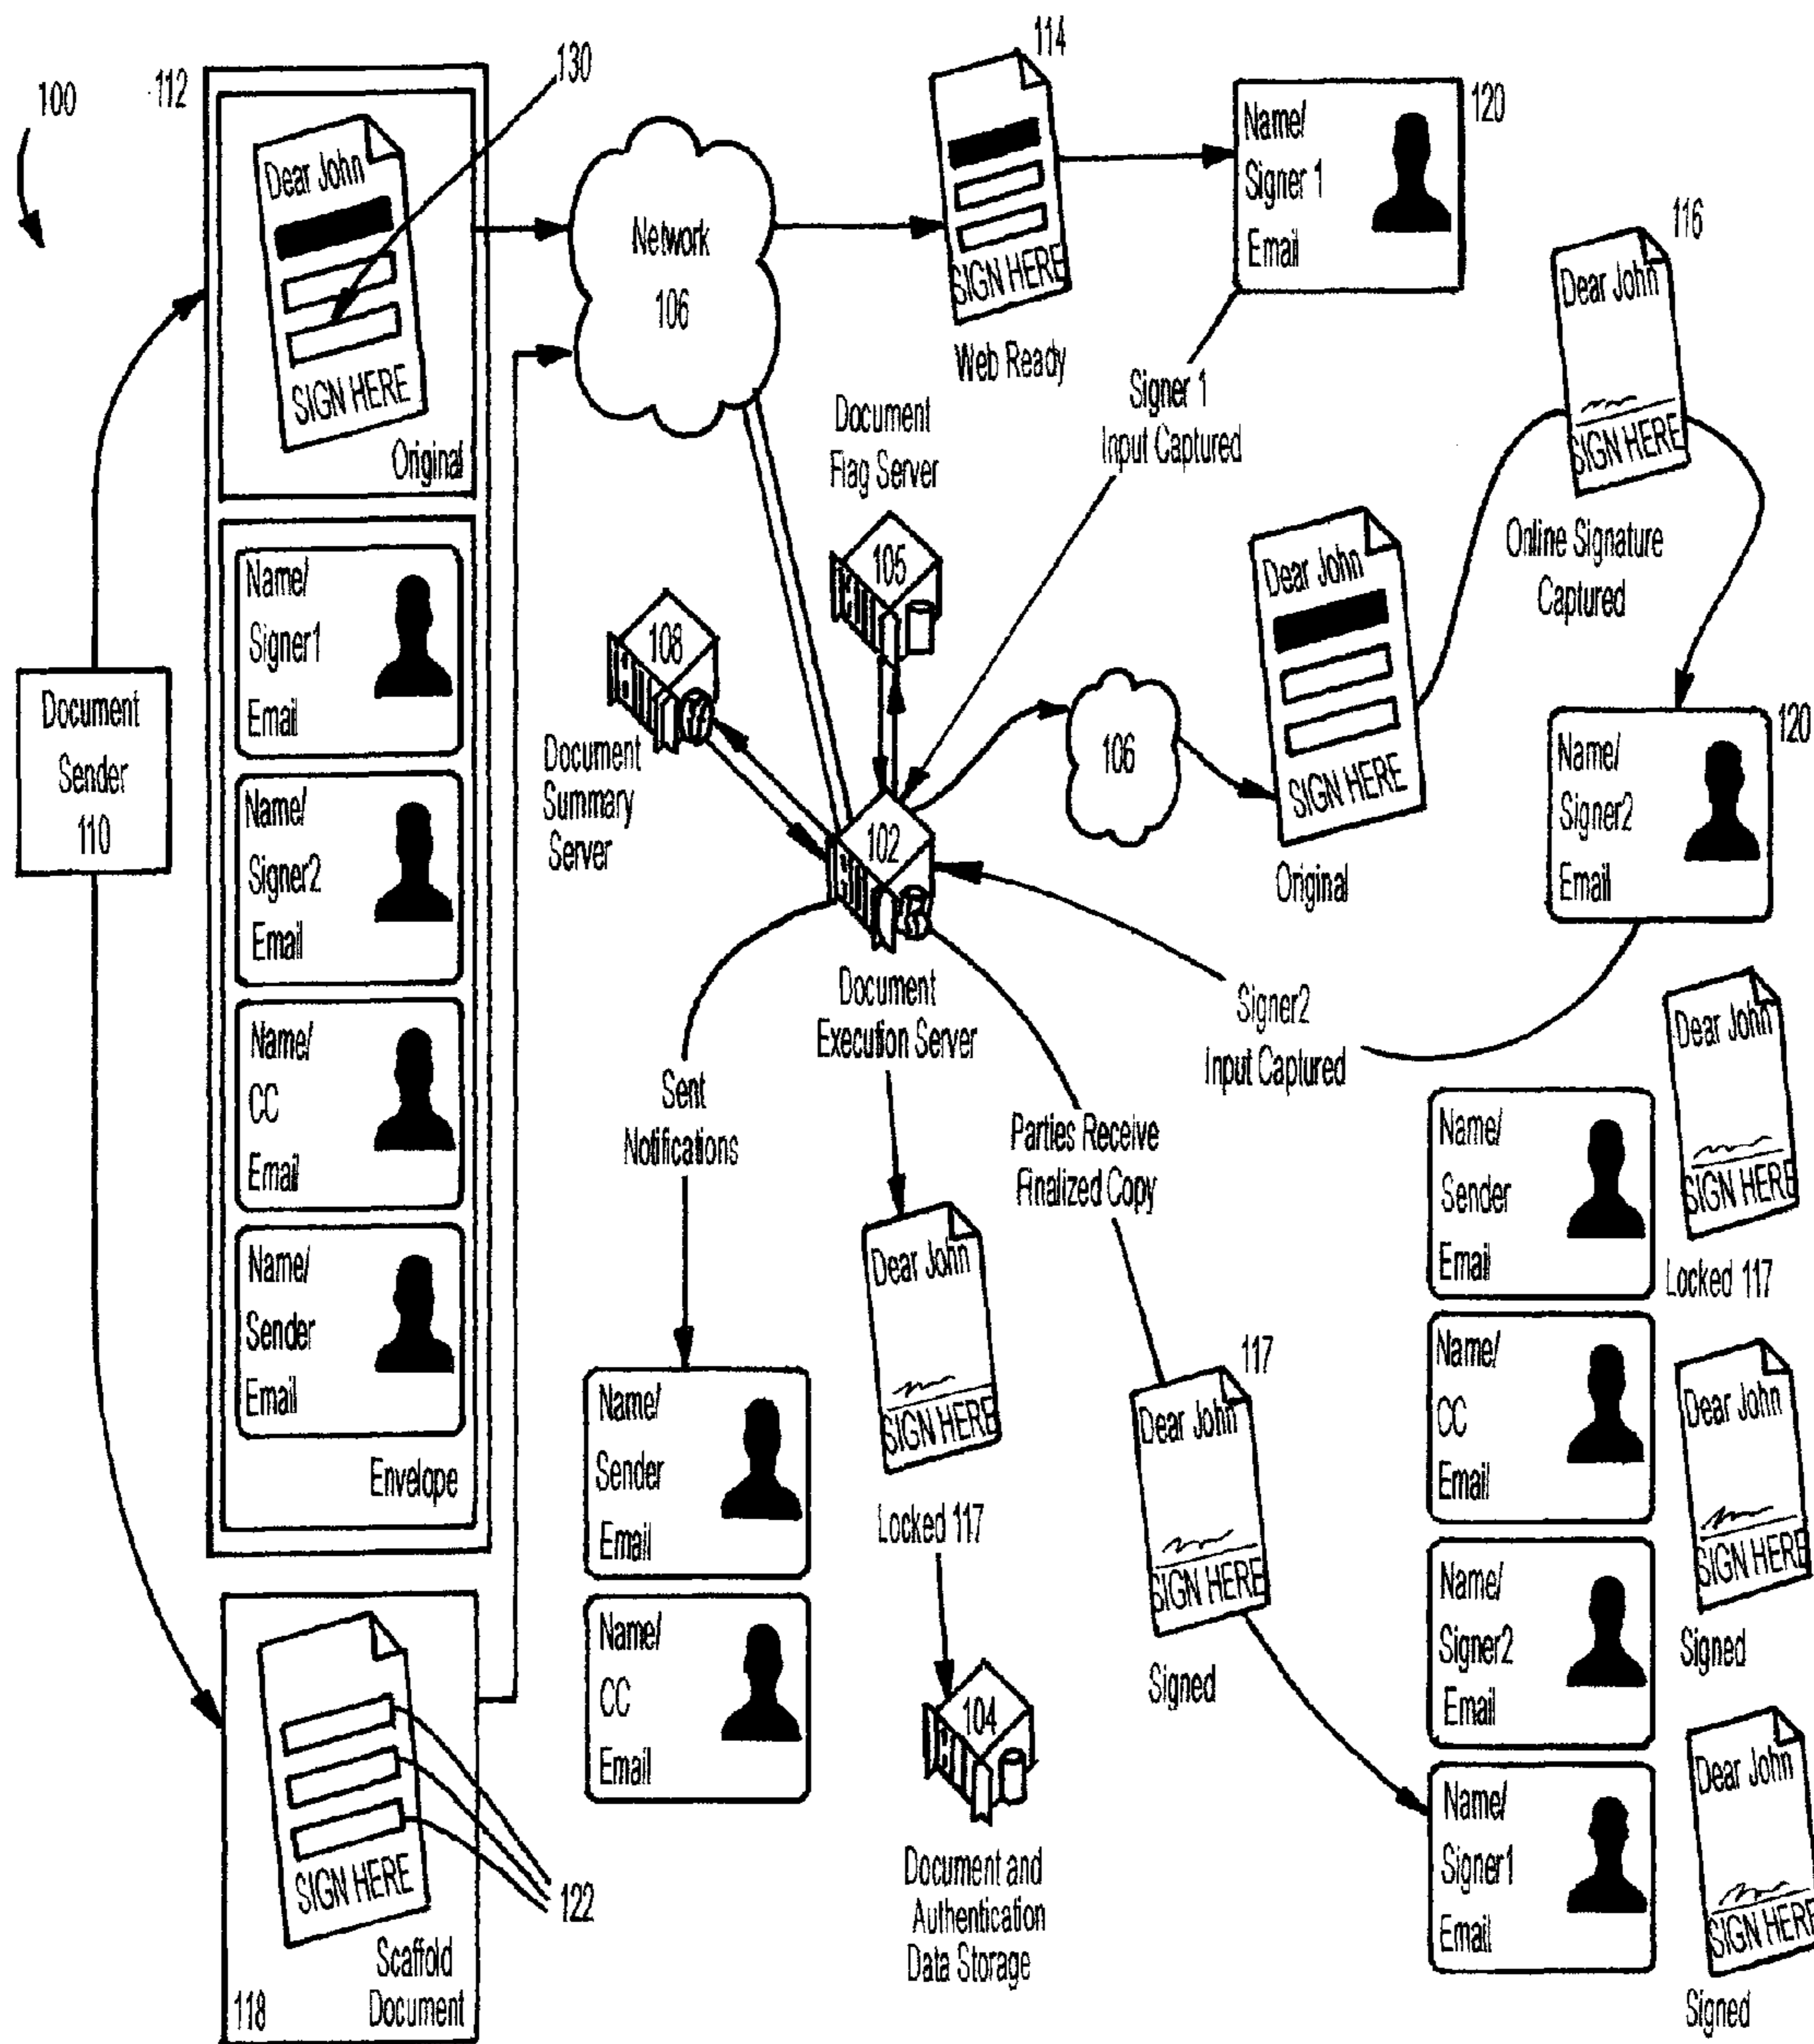 100
112
130
Dear John
SIGN HERE
Original
Name/
Signer1
Email
Name/
Signer2
Email
Name/
CC
Email
Name/
Sender
Email
Envelope
Document
Sender
110
SIGN HERE
122
Scaffold
Document
118
Network
106
114
SIGN HERE
Web Ready
Name/
Signer 1
Email
120
Signer 1
Input Captured
116
Dear John
SIGN HERE
Online Signature
Captured
Document
Flag Server
105
108
Document
Summary
Server
102
Document
Execution Server
106
Dear John
SIGN HERE
Original
Name/
Signer2
Email
120
Signer2
Input Captured
Sent
Notifications
Name/
Sender
Email
Name/
CC
Email
Dear John
SIGN HERE
Locked 117
104
Document and
Authentication
Data Storage
Parties Receive
Finalized Copy
117
Dear John
SIGN HERE
Signed
Name/
Sender
Email
Dear John
SIGN HERE
Locked 117
Name/
CC
Email
Dear John
SIGN HERE
Signed
Name/
Signer2
Email
Name/
Signer1
Email
Dear John
SIGN HERE
Signed